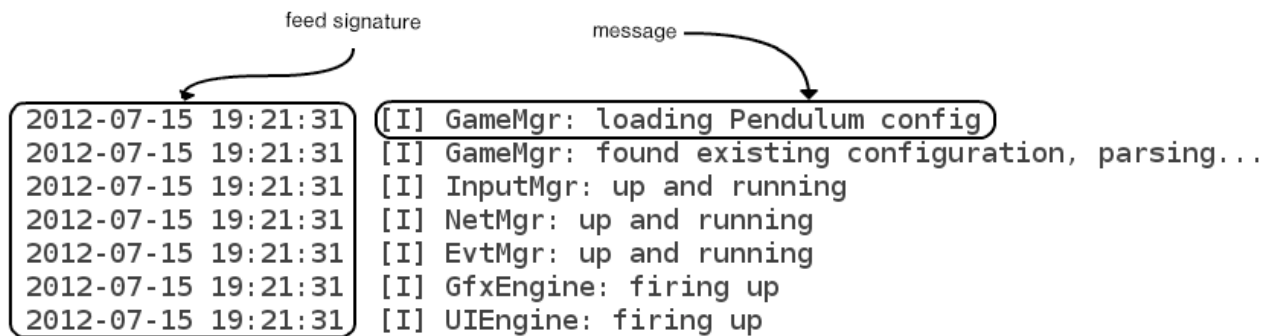 feed signature
message
2012-07-15 19:21:31 [I] GameMgr: loading Pendulum config
2012-07-15 19:21:31 [I] GameMgr: found existing configuration, parsing...
2012-07-15 19:21:31 [I] InputMgr: up and running
2012-07-15 19:21:31 [I] NetMgr: up and running
2012-07-15 19:21:31 [I] EvtMgr: up and running
2012-07-15 19:21:31 [I] GfxEngine: firing up
2012-07-15 19:21:31 [I] UIEngine: firing up